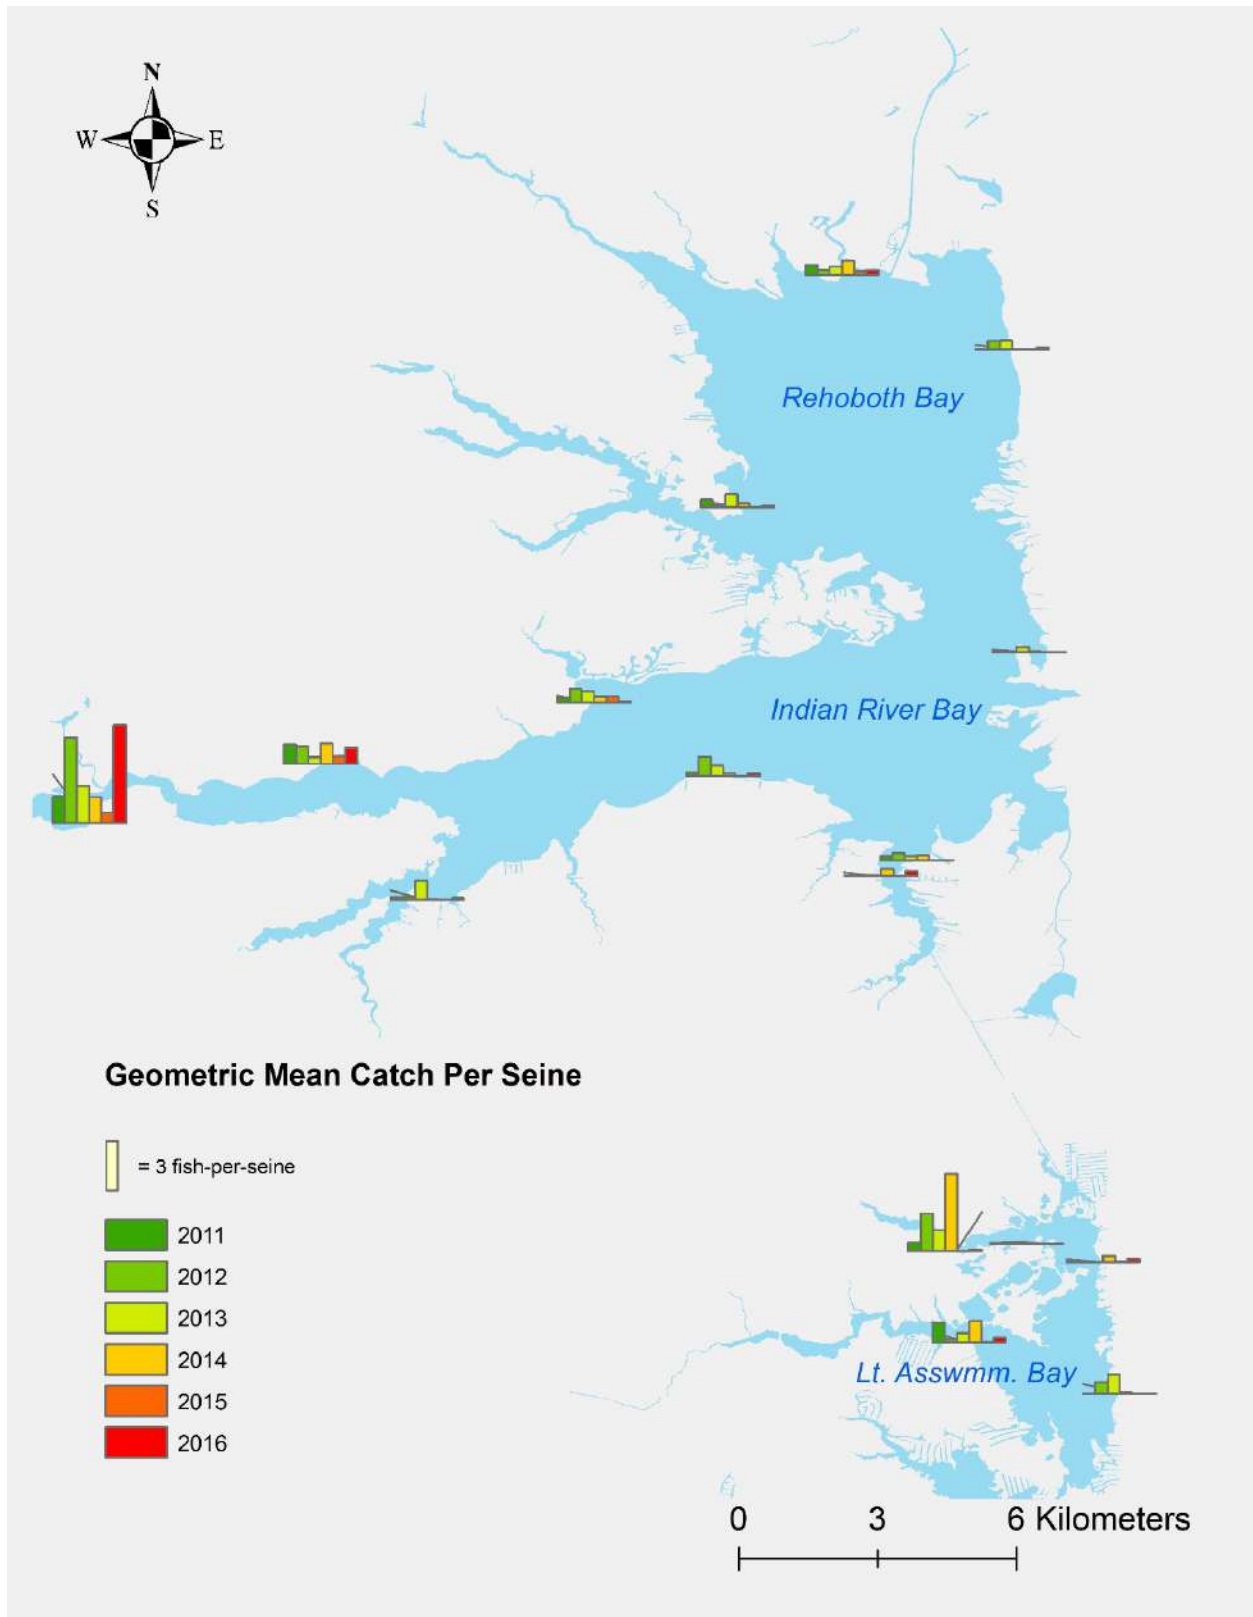 N
W E
S
Rehoboth Bay
Indian River Bay
Geometric Mean Catch Per Seine
= 3 fish-per-seine
2011
2012
2013
2014
2015
2016
Lt. Asswmm. Bay
0 3 6 Kilometers